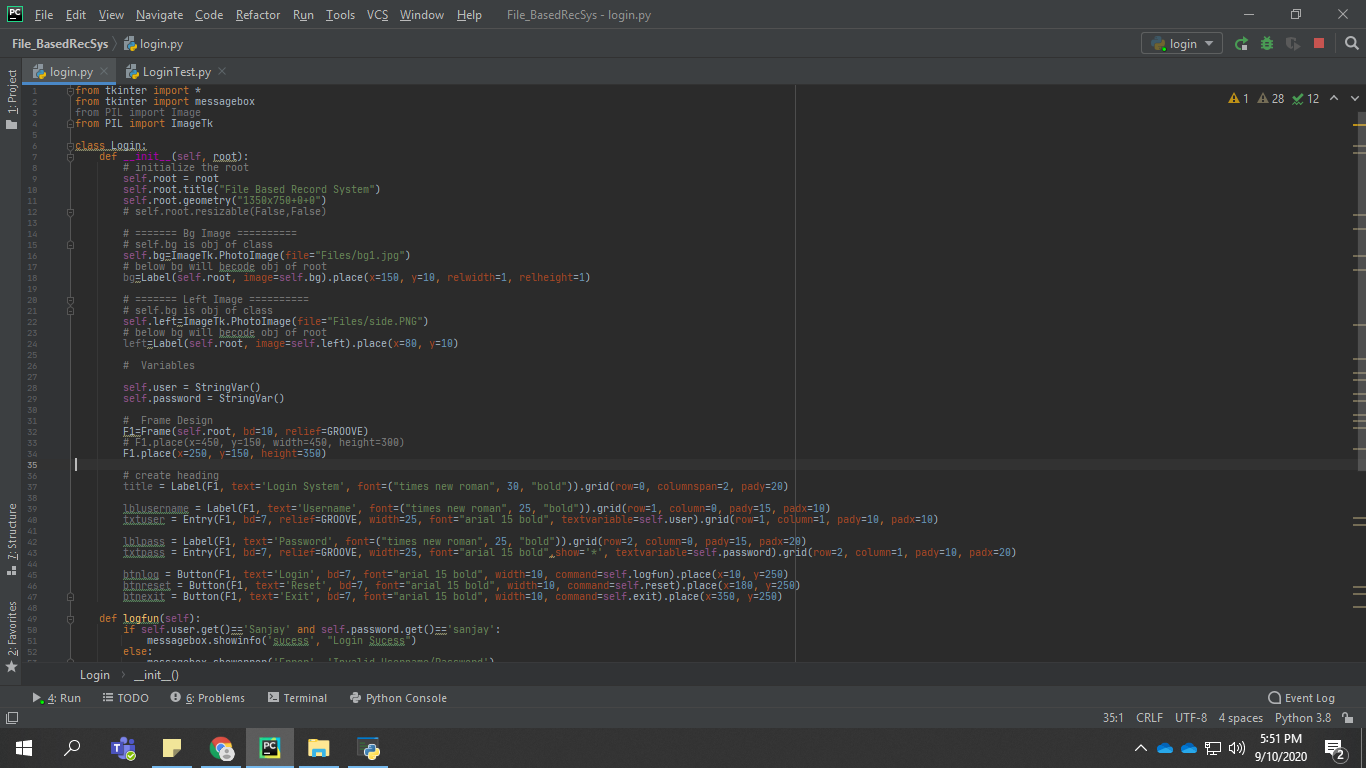 File Edit View Navigate Code Refactor Run Tools VCS Window Help File_BasedRecSys - login.py
File_BasedRecSys login.py login
login.py LoginTest.py
1: Project
7: Structure
2: Favorites
1 28 12
1 from tkinter import *
2 from tkinter import messagebox
3 from PIL import Image
4 from PIL import ImageTk
5
6 class Login:
7 def __init__(self, root):
8 # initialize the root
9 self.root = root
10 self.root.title("File Based Record System")
11 self.root.geometry("1350x750+0+0")
12 # self.root.resizable(False,False)
13
14 # ======= Bg Image ==========
15 # self.bg is obj of class
16 self.bg=ImageTk.PhotoImage(file="Files/bg1.jpg")
17 # below bg will becode obj of root
18 bg=Label(self.root, image=self.bg).place(x=150, y=10, relwidth=1, relheight=1)
19
20 # ======= Left Image ==========
21 # self.bg is obj of class
22 self.left=ImageTk.PhotoImage(file="Files/side.PNG")
23 # below bg will becode obj of root
24 left=Label(self.root, image=self.left).place(x=80, y=10)
25
26 # Variables
27
28 self.user = StringVar()
29 self.password = StringVar()
30
31 # Frame Design
32 F1=Frame(self.root, bd=10, relief=GROOVE)
33 # F1.place(x=450, y=150, width=450, height=300)
34 F1.place(x=250, y=150, height=350)
35
36 # create heading
37 title = Label(F1, text='Login System', font=("times new roman", 30, "bold")).grid(row=0, columnspan=2, pady=20)
38
39 lblusername = Label(F1, text='Username', font=("times new roman", 25, "bold")).grid(row=1, column=0, pady=15, padx=10)
40 txtuser = Entry(F1, bd=7, relief=GROOVE, width=25, font="arial 15 bold", textvariable=self.user).grid(row=1, column=1, pady=10, padx=10)
41
42 lblpass = Label(F1, text='Password', font=("times new roman", 25, "bold")).grid(row=2, column=0, pady=15, padx=20)
43 txtpass = Entry(F1, bd=7, relief=GROOVE, width=25, font="arial 15 bold",show='*', textvariable=self.password).grid(row=2, column=1, pady=10, padx=20)
44
45 btnlog = Button(F1, text='Login', bd=7, font="arial 15 bold", width=10, command=self.logfun).place(x=10, y=250)
46 btnreset = Button(F1, text='Reset', bd=7, font="arial 15 bold", width=10, command=self.reset).place(x=180, y=250)
47 btnexit = Button(F1, text='Exit', bd=7, font="arial 15 bold", width=10, command=self.exit).place(x=350, y=250)
48
49 def logfun(self):
50 if self.user.get()=='Sanjay' and self.password.get()=='sanjay':
51 messagebox.showinfo('sucess', "Login Sucess")
52 else:
53 messagebox.showerror('Error', 'Invalid Username/Password')
Login __init__()
4: Run TODO 6: Problems Terminal Python Console Event Log
35:1 CRLF UTF-8 4 spaces Python 3.8
5:51 PM
9/10/2020
2